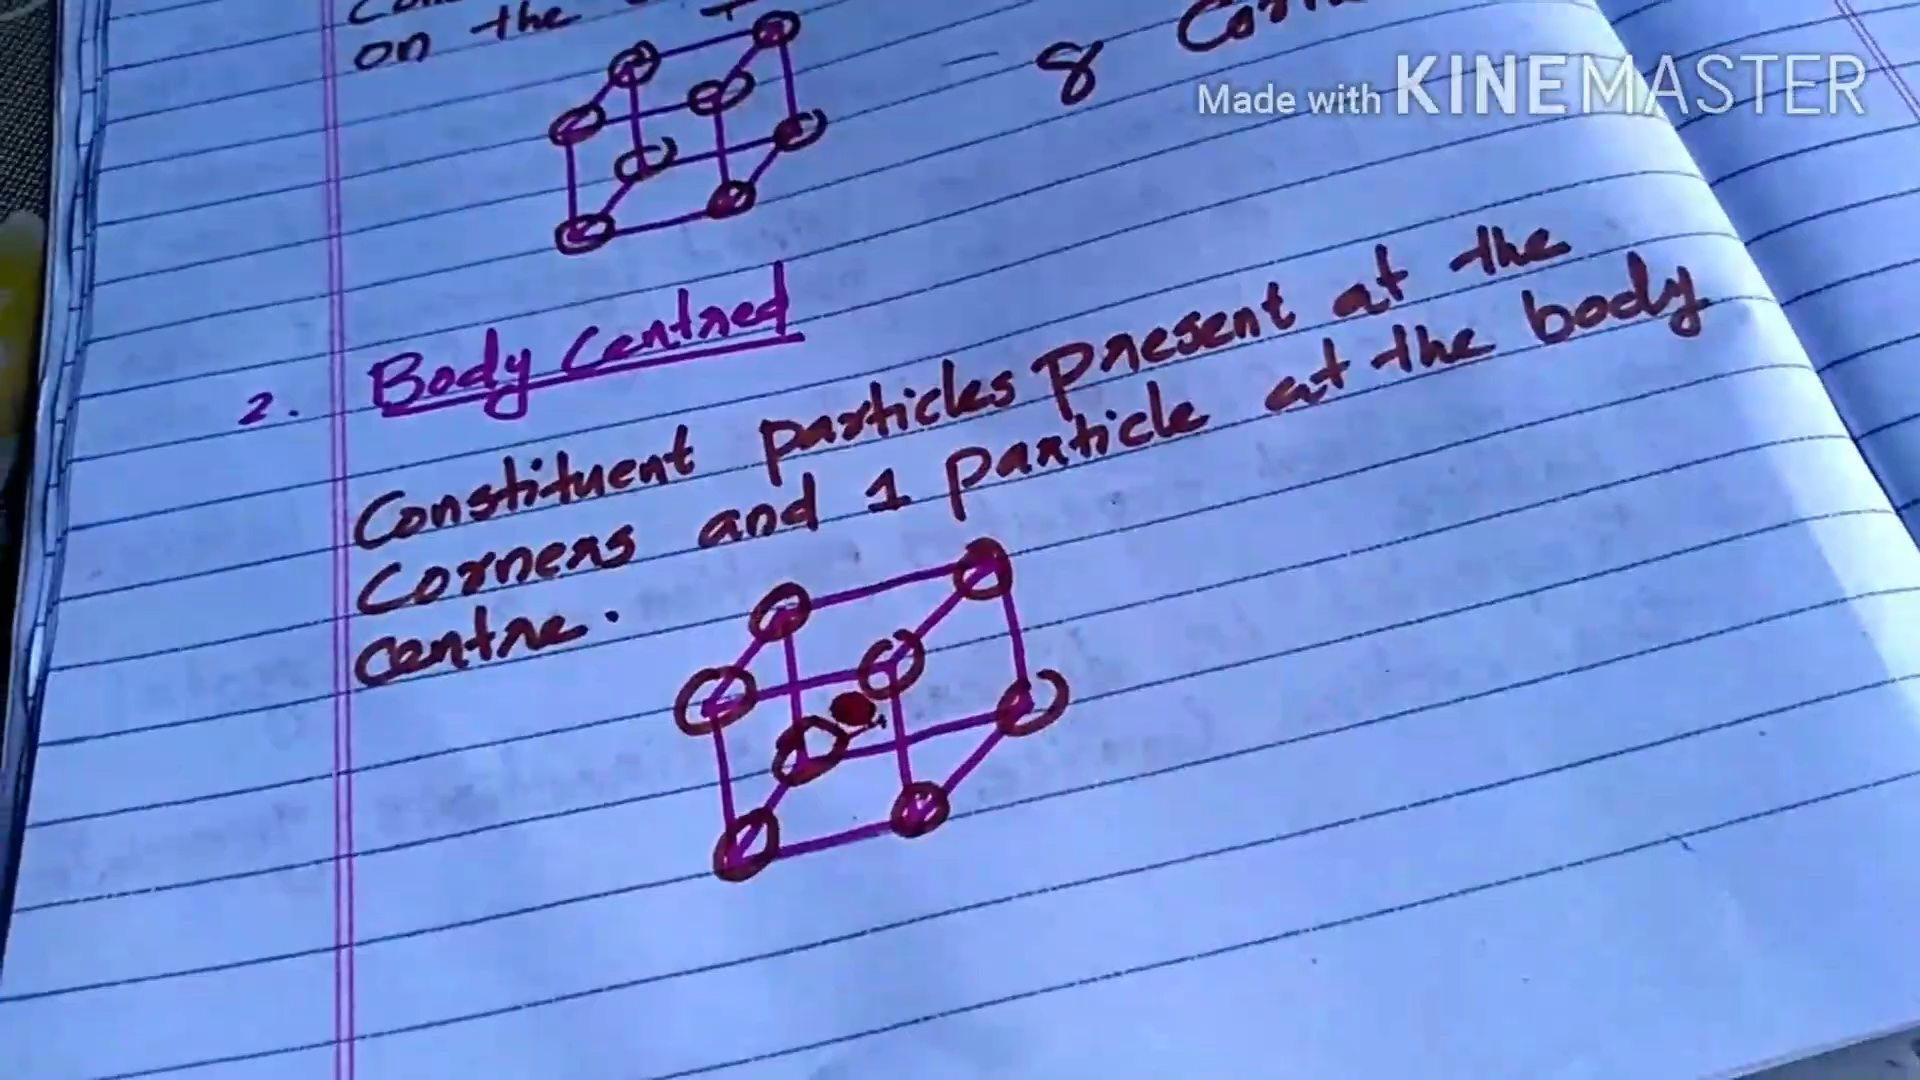 on the
8 Corn
Made with KINEMASTER
2. Body Centred
Constituent particles present at the
Corners and 1 particle at the body
centre.